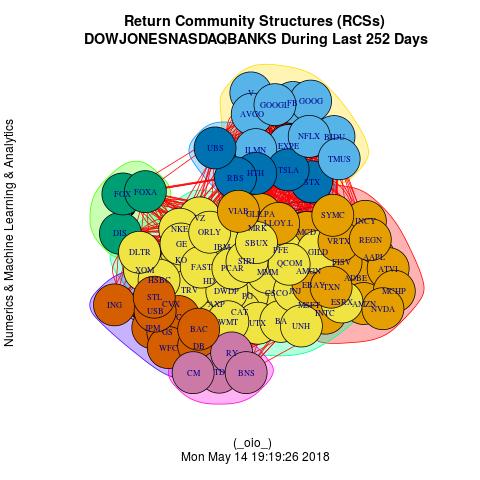 Return Community Structures (RCSs)
DOWJONESNASDAQBANKS During Last 252 Days
Numerics & Machine Learning & Analytics
V
AVGO
GOOGL
FB
GOOG
NFLX
BIDU
TMUS
UBS
ILMN
EXPE
RBS
HTH
TSLA
STX
FOX
FOXA
DIS
VIAB
LLOY.L
MRK
SYMC
INCY
MCD
VRTX
REGN
AAPL
ATVI
MCHP
NVDA
ADBE
AMZN
FISV
GILD
VZ
NKE
ORLY
GE
IBM
SBUX
PFE
DLTR
KO
XOM
FAST
PCAR
SIRI
MMM
QCOM
AMGN
EBAY
TXN
HSBC
TRV
HD
DWDP
PG
CSCO
JNJ
MSFT
ESRX
INTC
AXP
CAT
WMT
UTX
BA
UNH
ING
STL
USB
CVX
JPM
GS
BAC
WFC
DB
RY
CM
TD
BNS
(_oio_)
Mon May 14 19:19:26 2018